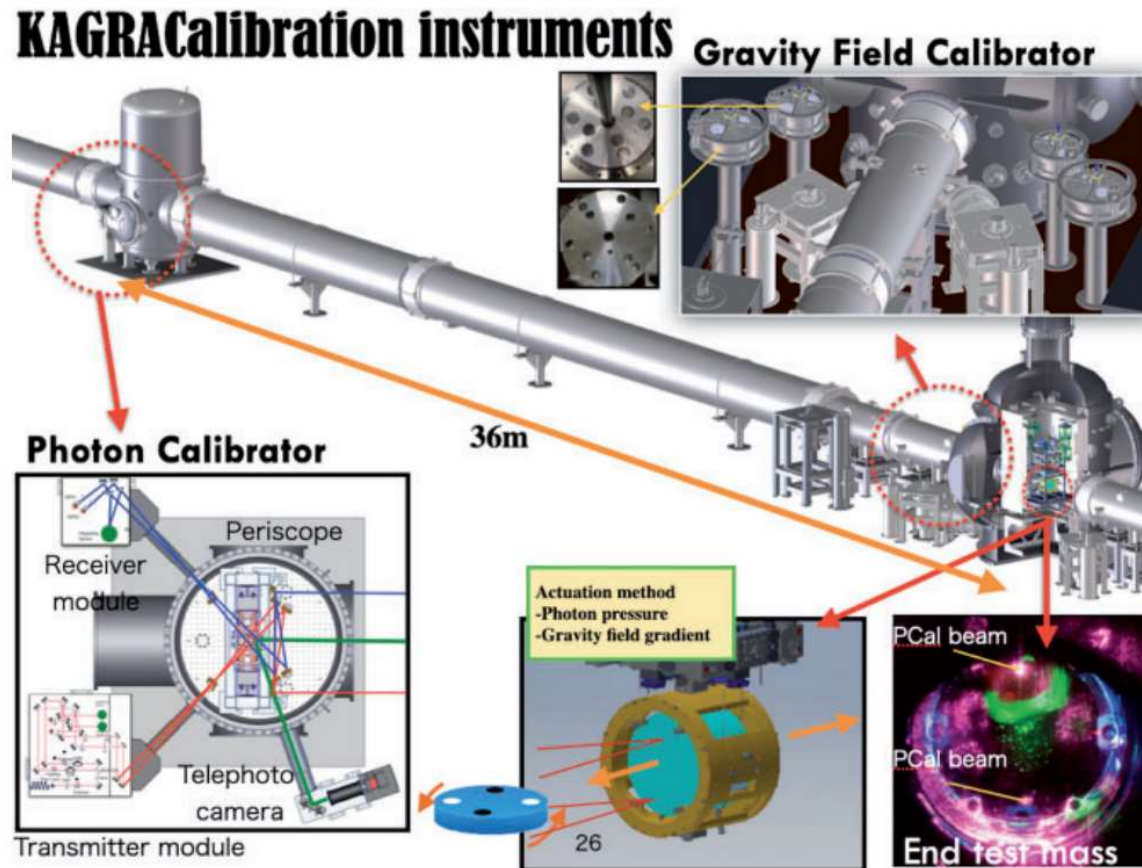 KAGRACalibration instruments
Gravity Field Calibrator
36m
Photon Calibrator
Periscope
Receiver
module
Telephoto
camera
Transmitter module
Actuation method
-Photon pressure
-Gravity field gradient
26
PCal beam
PCal beam
End test mass